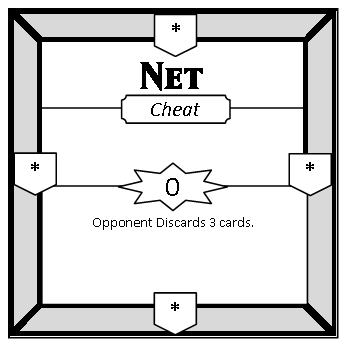 *
NET
Cheat
* *
0
Opponent Discards 3 cards.
*